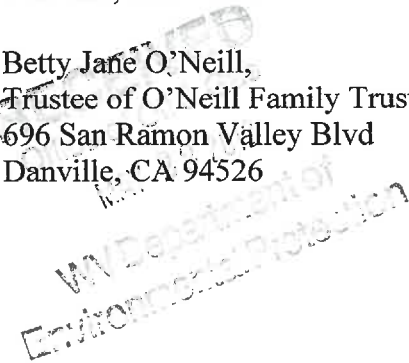 Betty Jane O'Neill,
Trustee of O'Neill Family Trust
696 San Ramon Valley Blvd
Danville, CA 94526
WV Department of
Environmental Protection